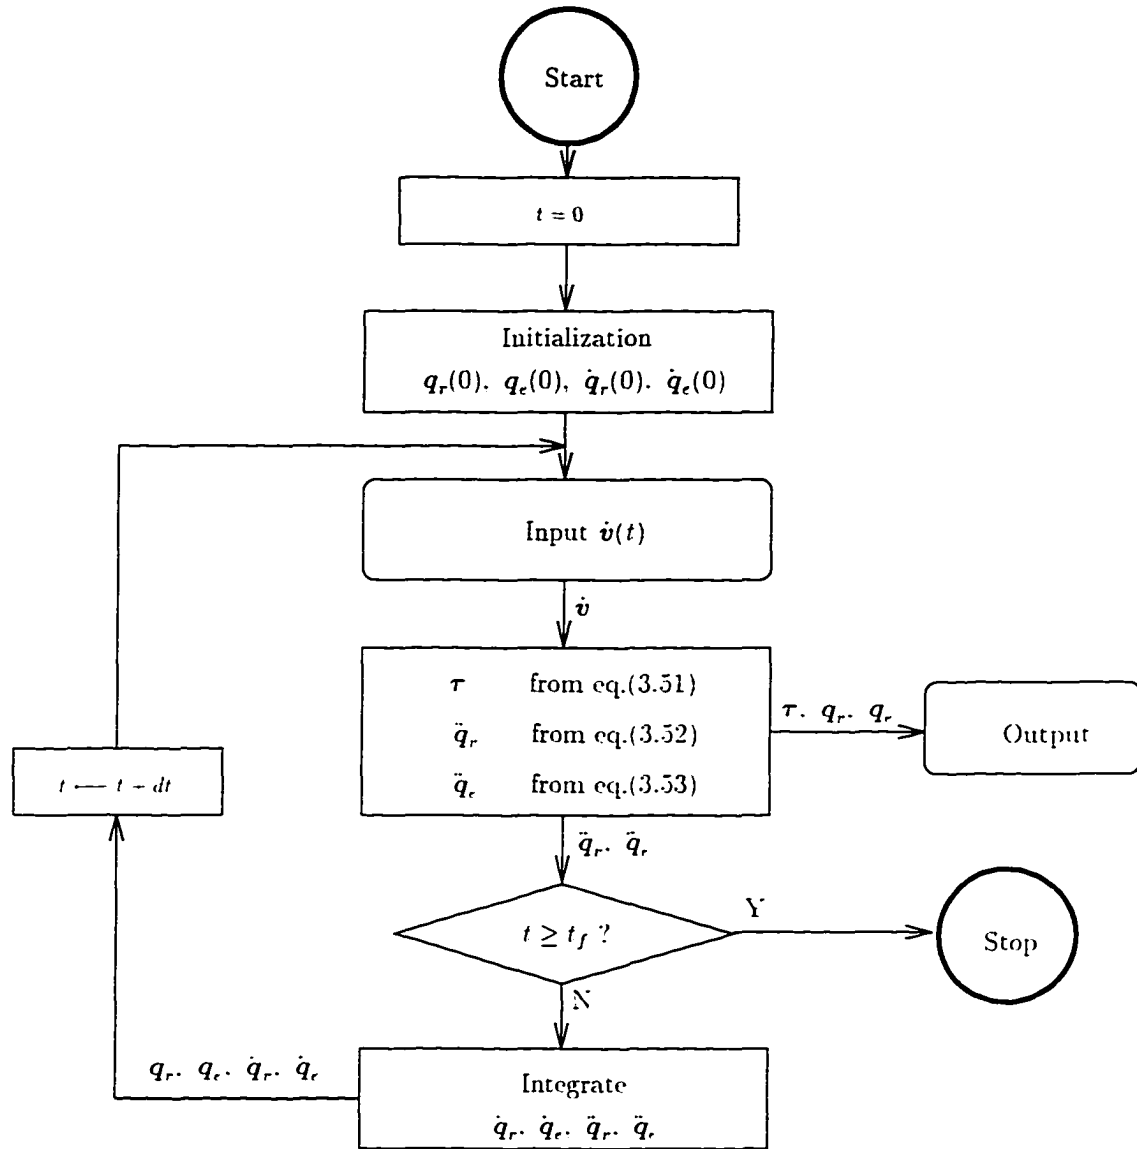 Start
t = 0
Initialization
q_r(0). q_e(0), q̇_r(0). q̇_e(0)
Input v̇(t)
v̇
τ from eq.(3.51)
q̈_r from eq.(3.52)
q̈_e from eq.(3.53)
τ. q_r. q_e
Output
t ⟵ t + dt
q̈_r. q̈_e
t ≥ t_f ?
Y
Stop
N
q_r. q_e. q̇_r. q̇_e
Integrate
q̇_r. q̇_e. q̈_r. q̈_e